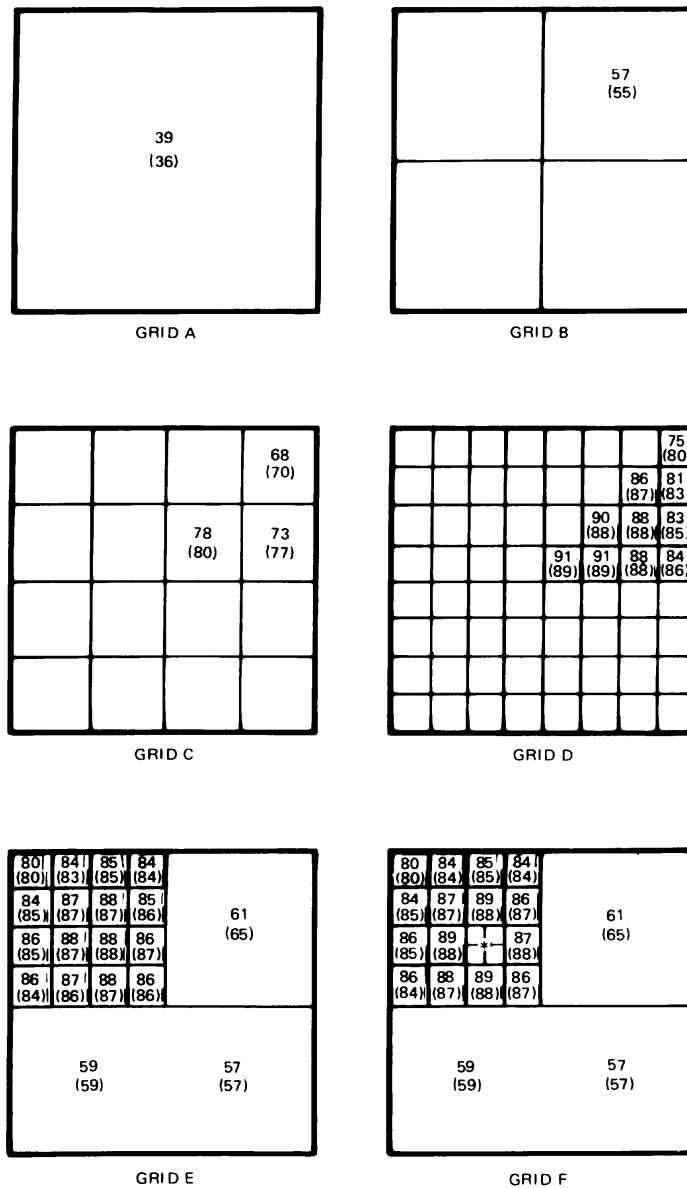 39
(36)
57
(55)
GRID A
GRID B
68
(70)
78
(80)
73
(77)
75
(80
86
(87)
81
(83
90
(88)
88
(88)
83
(85)
91
(89)
91
(89)
88
(88)
84
(86)
GRID C
GRID D
80 84 85 84
(80) (83) (85) (84)
84 87 88 85
(85) (87) (87) (86)
86 88 88 86
(85) (87) (88) (87)
86 87 88 86
(84) (86) (87) (86)
61
(65)
59
(59)
57
(57)
80 84 85 84
(80) (84) (85) (84)
84 87 89 86
(85) (87) (88) (87)
86 89 * 87
(85) (88) (88)
86 88 89 86
(84) (87) (88) (87)
61
(65)
59
(59)
57
(57)
GRID E
GRID F